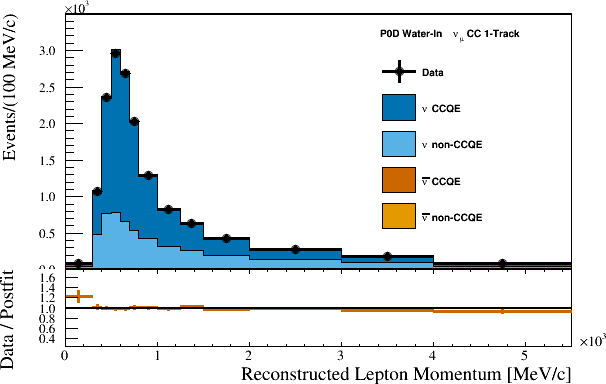 ×10³
P0D Water-In ν μ CC 1-Track
Data
ν CCQE
ν non-CCQE
ν̅ CCQE
ν̅ non-CCQE
Events/(100 MeV/c)
3.0
2.5
2.0
1.5
1.0
0.5
0.0
Data / Postfit
1.6
1.4
1.2
1.0
0.8
0.6
0.4
0 1 2 3 4 5 ×10³
Reconstructed Lepton Momentum [MeV/c]